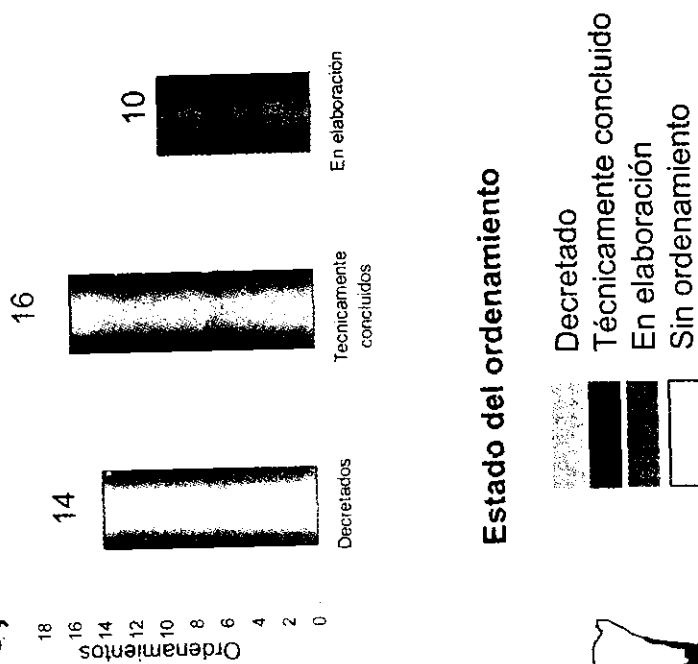 18
16
14
12
10
8
6
4
2
0
Ordenamientos
14
16
10
Decretados
Tecnicamente
concluidos
En elaboración
Estado del ordenamiento
Decretado
Técnicamente concluido
En elaboración
Sin ordenamiento